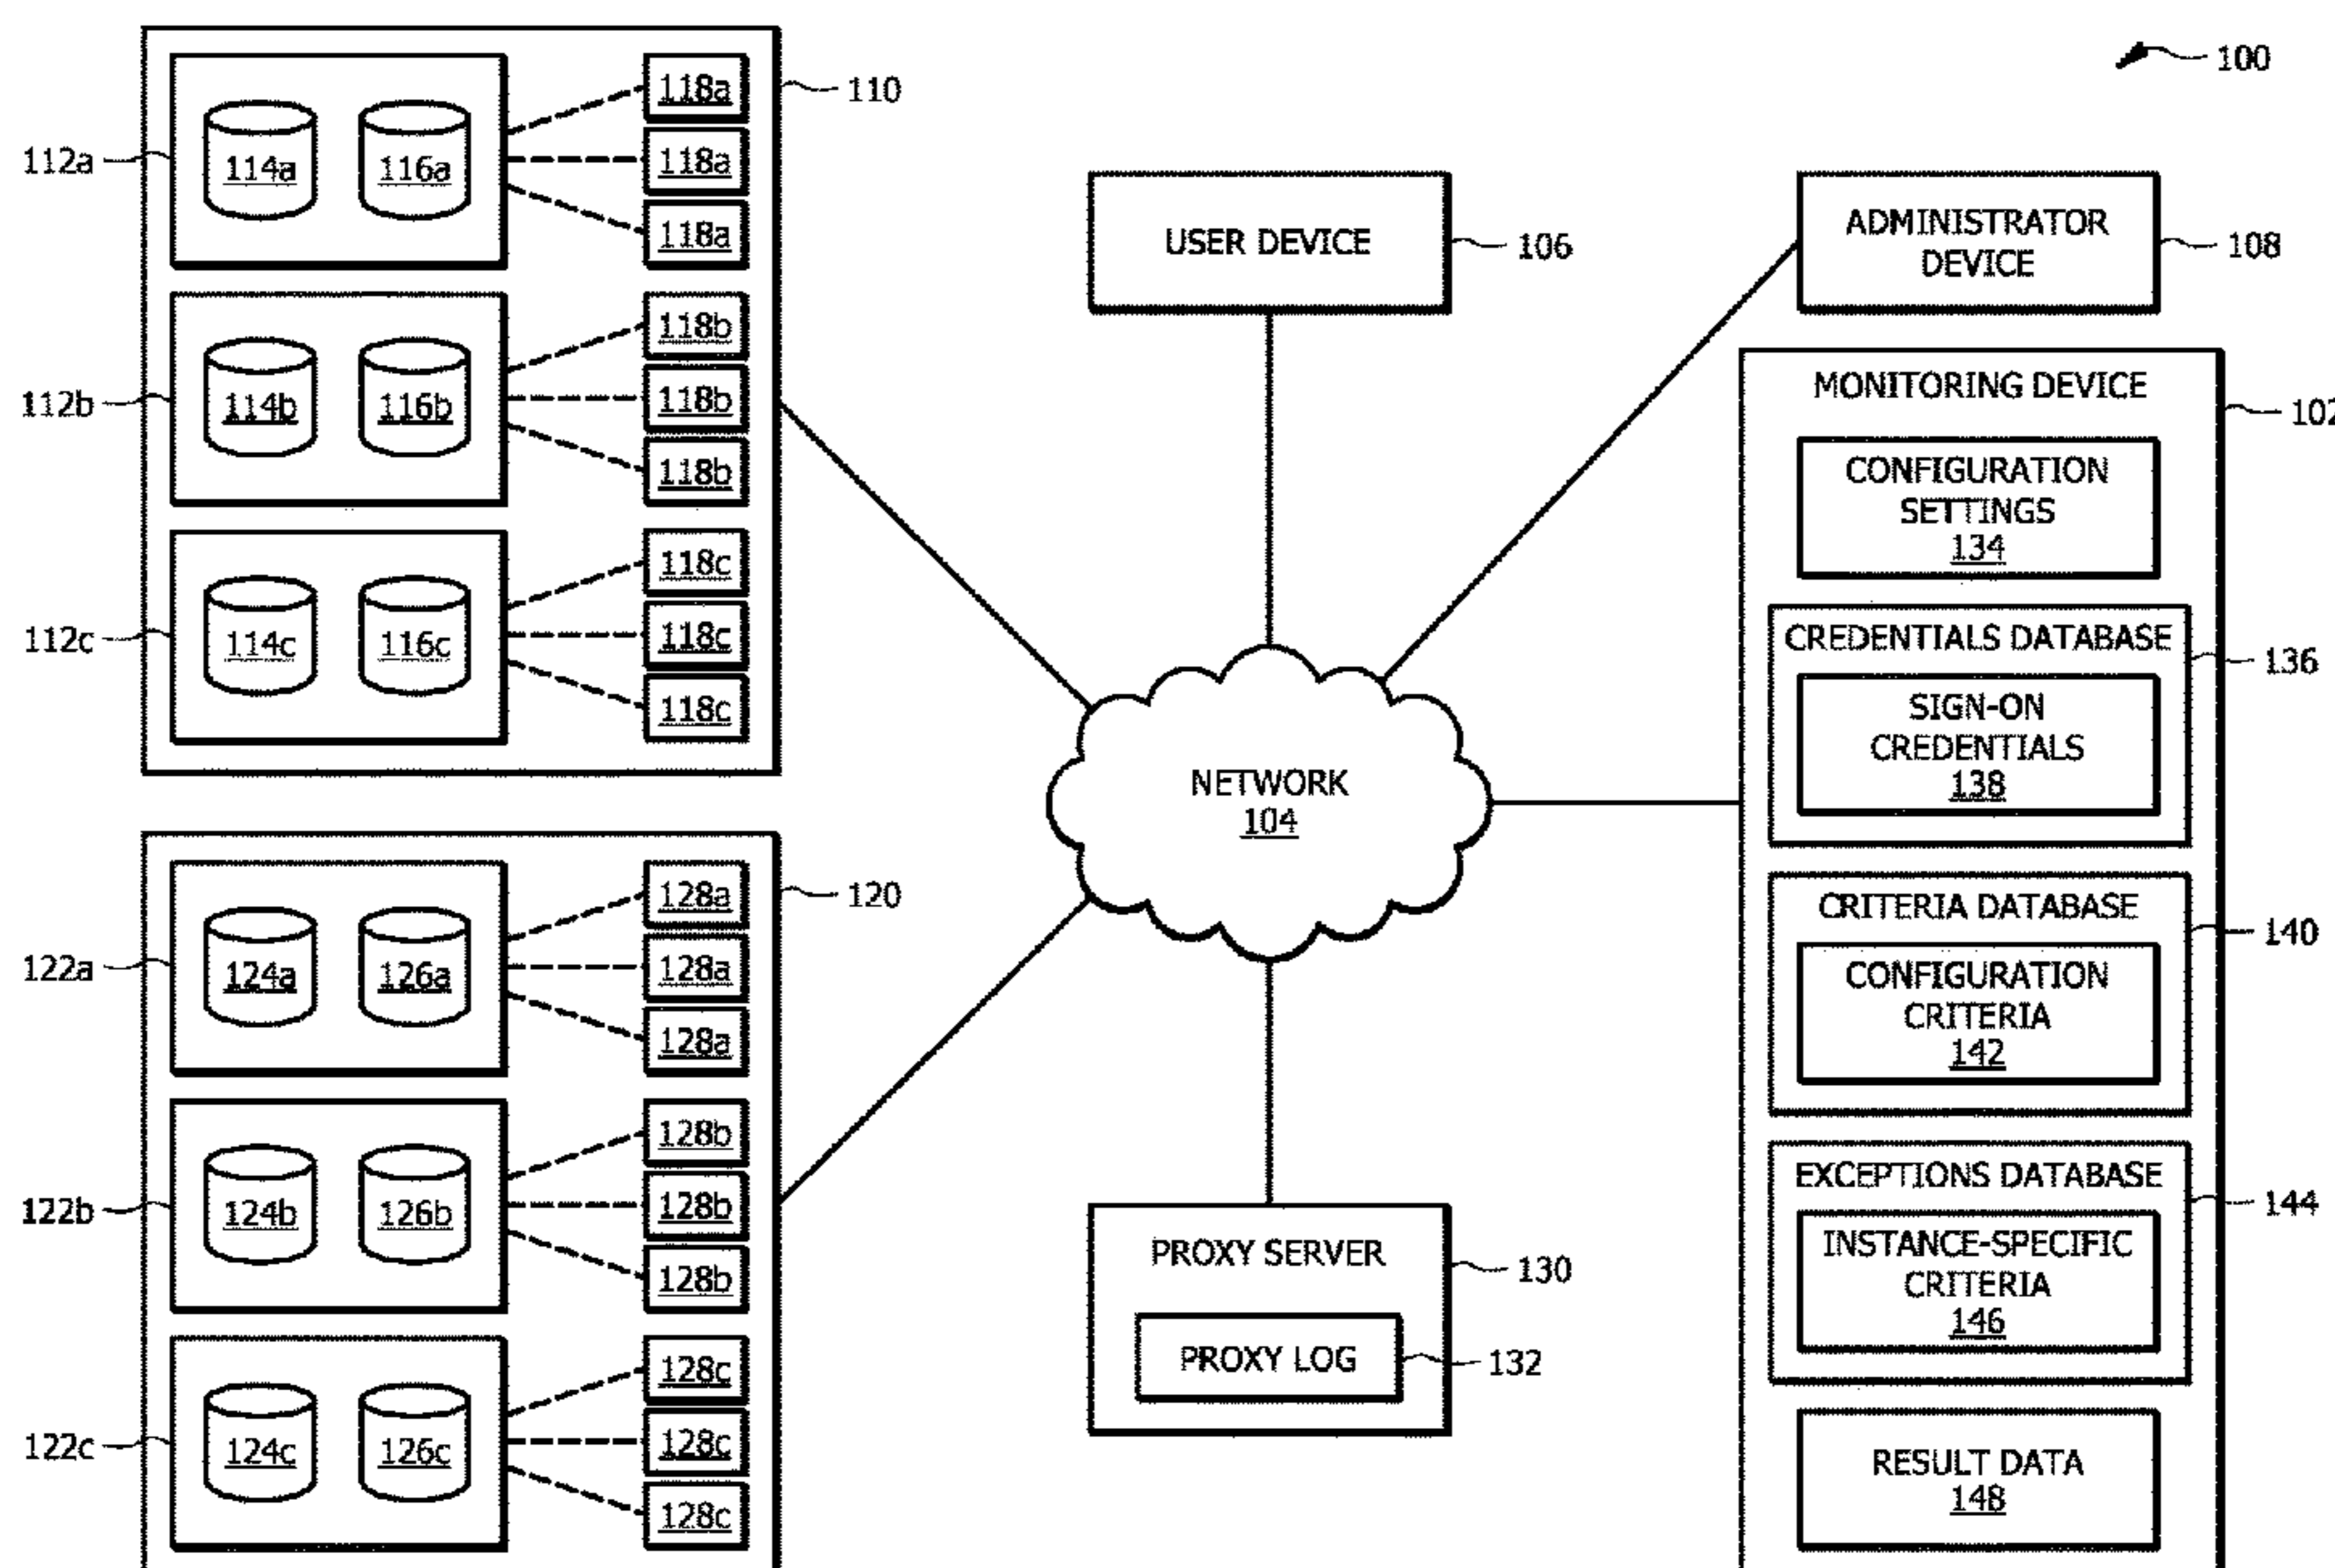 100
110
112a
114a
116a
118a
118a
118a
112b
114b
116b
118b
118b
118b
112c
114c
116c
118c
118c
118c
120
122a
124a
126a
128a
128a
128a
122b
124b
126b
128b
128b
128b
122c
124c
126c
128c
128c
128c
USER DEVICE
106
NETWORK
104
PROXY SERVER
130
PROXY LOG
132
ADMINISTRATOR
DEVICE
108
MONITORING DEVICE
102
CONFIGURATION
SETTINGS
134
CREDENTIALS DATABASE
136
SIGN-ON
CREDENTIALS
138
CRITERIA DATABASE
140
CONFIGURATION
CRITERIA
142
EXCEPTIONS DATABASE
144
INSTANCE-SPECIFIC
CRITERIA
146
RESULT DATA
148